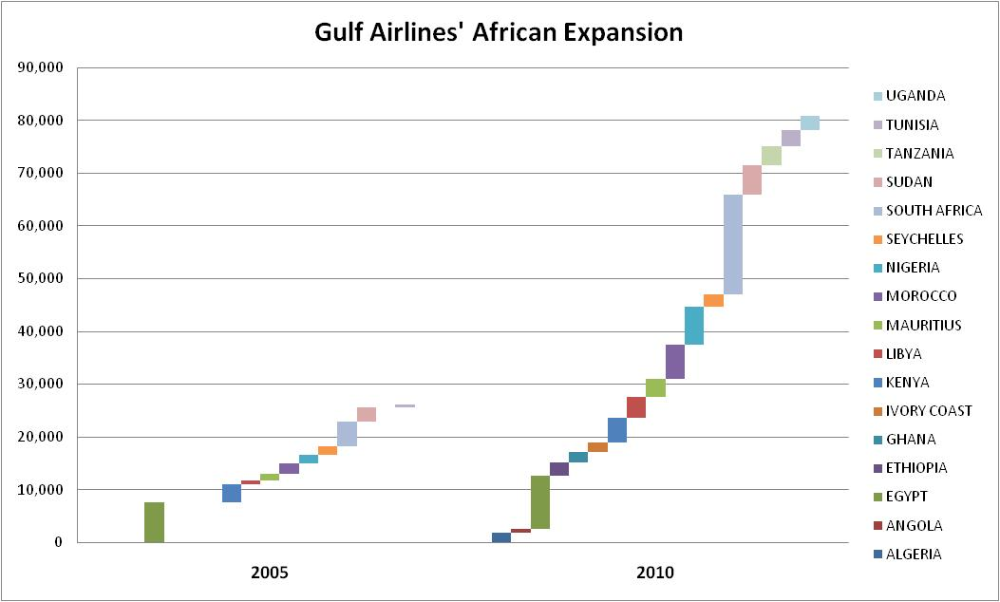 Gulf Airlines' African Expansion
90,000
80,000
70,000
60,000
50,000
40,000
30,000
20,000
10,000
0
2005
2010
UGANDA
TUNISIA
TANZANIA
SUDAN
SOUTH AFRICA
SEYCHELLES
NIGERIA
MOROCCO
MAURITIUS
LIBYA
KENYA
IVORY COAST
GHANA
ETHIOPIA
EGYPT
ANGOLA
ALGERIA